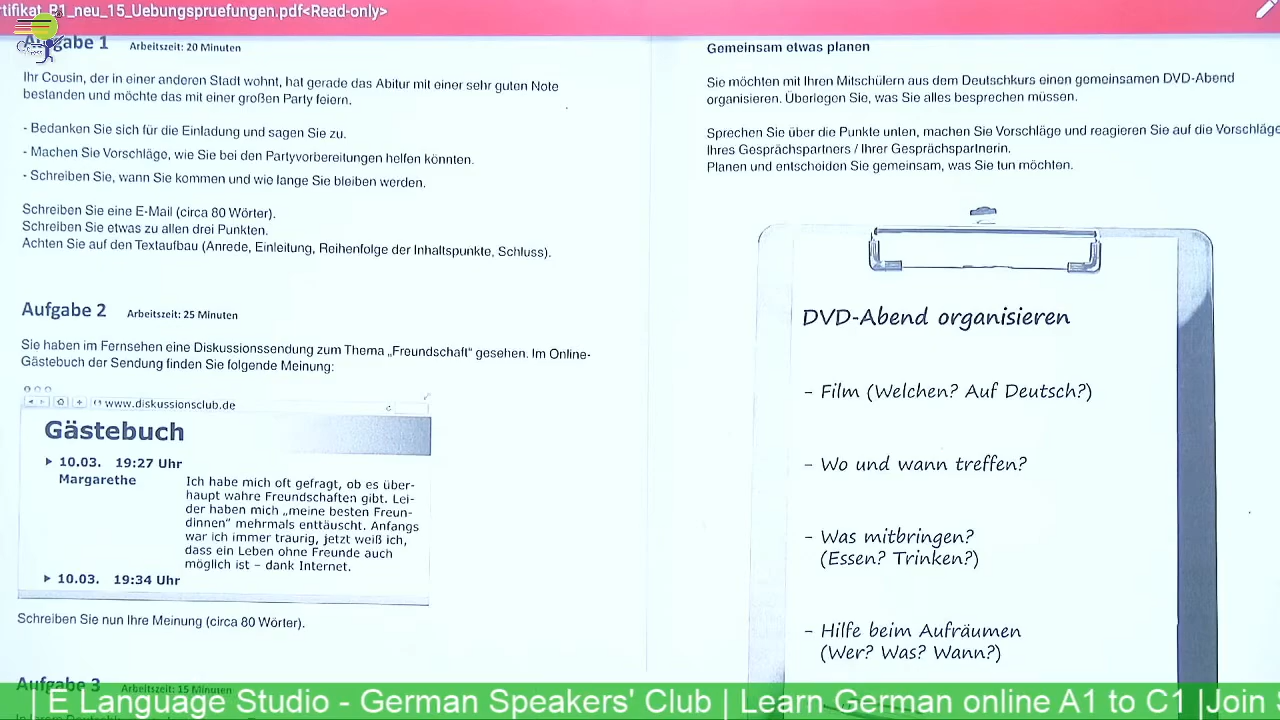 rtifikat_B1_neu_15_Uebungspruefungen.pdf<Read-only>
Aufgabe 1 Arbeitszeit: 20 Minuten
Ihr Cousin, der in einer anderen Stadt wohnt, hat gerade das Abitur mit einer sehr guten Note
bestanden und möchte das mit einer großen Party feiern.
- Bedanken Sie sich für die Einladung und sagen Sie zu.
- Machen Sie Vorschläge, wie Sie bei den Partyvorbereitungen helfen könnten.
- Schreiben Sie, wann Sie kommen und wie lange Sie bleiben werden.
Schreiben Sie eine E-Mail (circa 80 Wörter).
Schreiben Sie etwas zu allen drei Punkten.
Achten Sie auf den Textaufbau (Anrede, Einleitung, Reihenfolge der Inhaltspunkte, Schluss).
Aufgabe 2 Arbeitszeit: 25 Minuten
Sie haben im Fernsehen eine Diskussionssendung zum Thema „Freundschaft" gesehen. Im Online-
Gästebuch der Sendung finden Sie folgende Meinung:
www.diskussionsclub.de
Gästebuch
10.03. 19:27 Uhr
Margarethe
Ich habe mich oft gefragt, ob es über-
haupt wahre Freundschaften gibt. Lei-
der haben mich „meine besten Freun-
dinnen" mehrmals enttäuscht. Anfangs
war ich immer traurig, jetzt weiß ich,
dass ein Leben ohne Freunde auch
möglich ist – dank Internet.
10.03. 19:34 Uhr
Schreiben Sie nun Ihre Meinung (circa 80 Wörter).
Aufgabe 3 Arbeitszeit: 15 Minuten
Gemeinsam etwas planen
Sie möchten mit Ihren Mitschülern aus dem Deutschkurs einen gemeinsamen DVD-Abend
organisieren. Überlegen Sie, was Sie alles besprechen müssen.
Sprechen Sie über die Punkte unten, machen Sie Vorschläge und reagieren Sie auf die Vorschläge
Ihres Gesprächspartners / Ihrer Gesprächspartnerin.
Planen und entscheiden Sie gemeinsam, was Sie tun möchten.
DVD-Abend organisieren
- Film (Welchen? Auf Deutsch?)
- Wo und wann treffen?
- Was mitbringen?
(Essen? Trinken?)
- Hilfe beim Aufräumen
(Wer? Was? Wann?)
| E Language Studio - German Speakers' Club | Learn German online A1 to C1 |Join